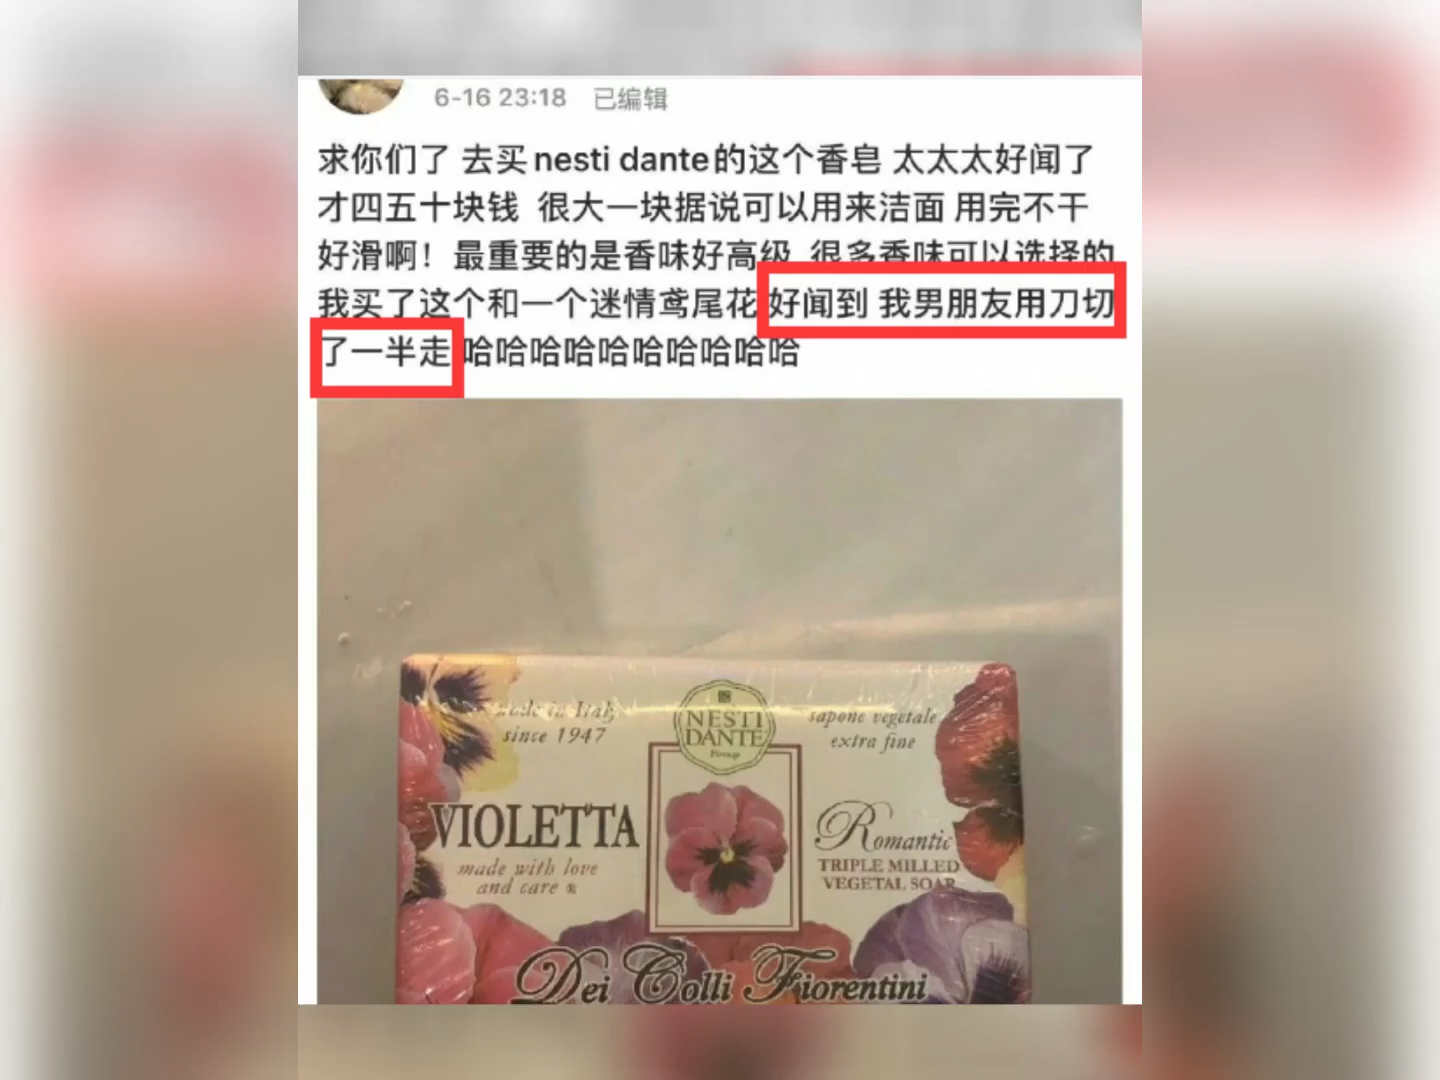 6-16 23:18 已编辑
求你们了 去买nesti dante的这个香皂 太太太好闻了
才四五十块钱 很大一块据说可以用来洁面 用完不干
好滑啊！最重要的是香味好高级 很多香味可以选择的
我买了这个和一个迷情鸢尾花 好闻到 我男朋友用刀切
了一半走 哈哈哈哈哈哈哈哈哈哈
made in Italy
since 1947
NESTI
DANTE
Firenze
sapone vegetale
extra fine
VIOLETTA
made with love
and care
Romantic
TRIPLE MILLED
VEGETAL SOAP
Dei Colli Fiorentini